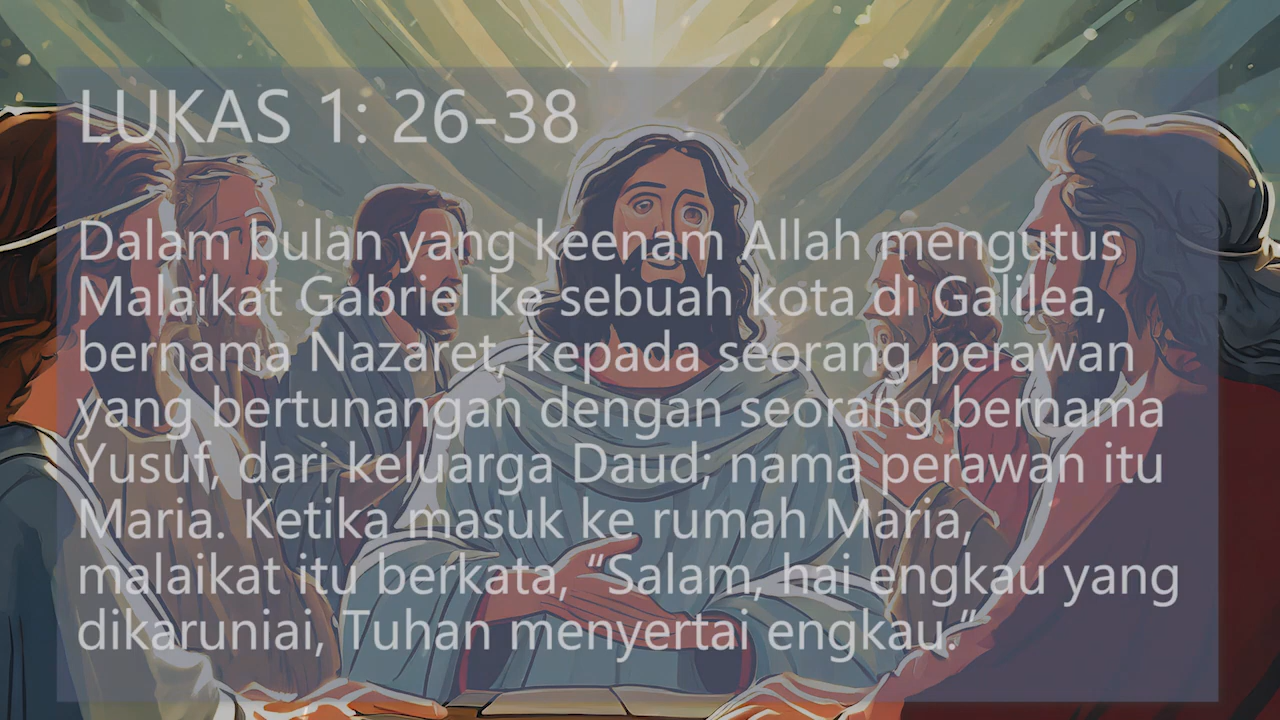 LUKAS 1: 26-38
Dalam bulan yang keenam Allah mengutus
Malaikat Gabriel ke sebuah kota di Galilea,
bernama Nazaret, kepada seorang perawan
yang bertunangan dengan seorang bernama
Yusuf, dari keluarga Daud; nama perawan itu
Maria. Ketika masuk ke rumah Maria,
malaikat itu berkata, “Salam, hai engkau yang
dikaruniai, Tuhan menyertai engkau.”